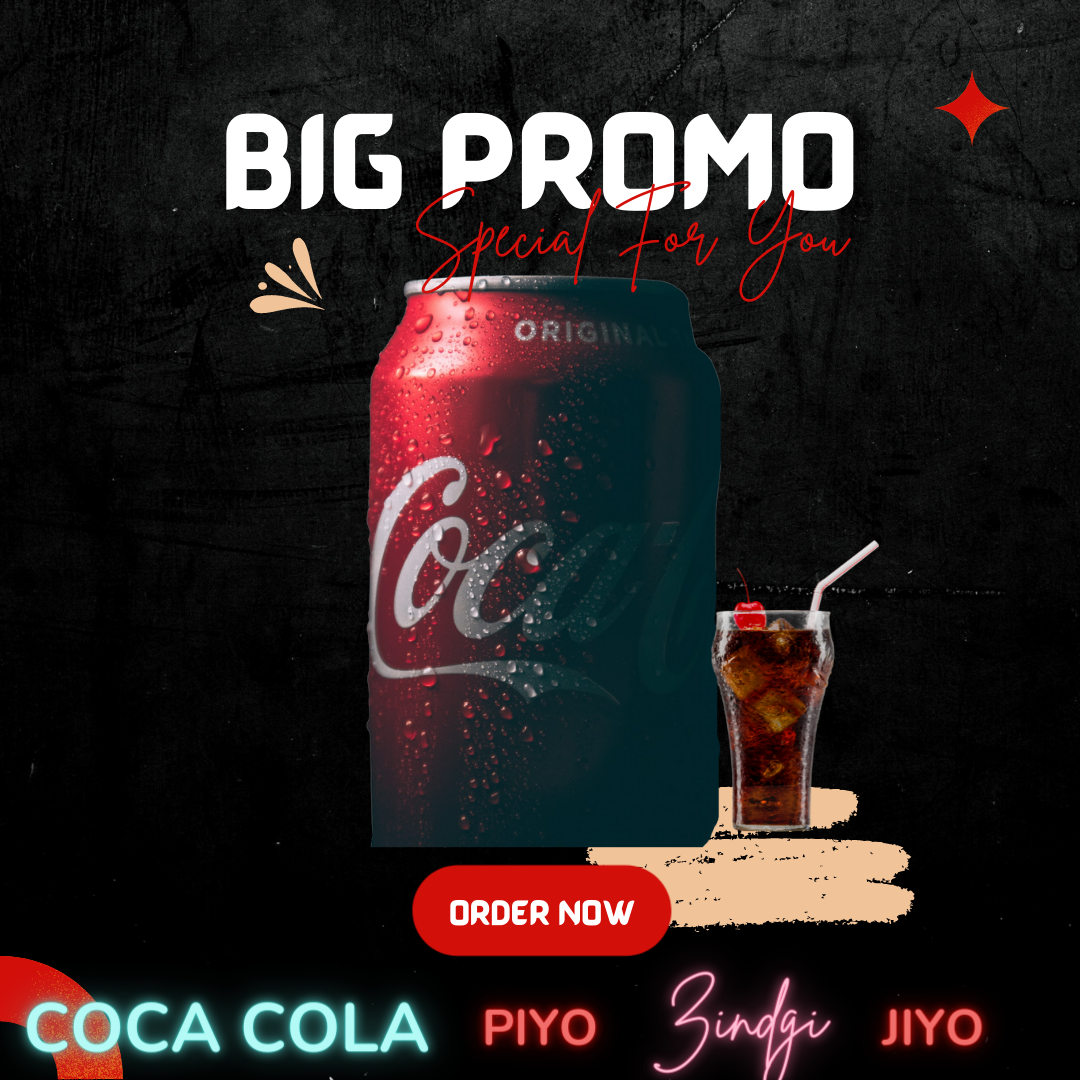 BIG PROMO
Special For You
ORIGINAL
Coca
ORDER NOW
COCA COLA PIYO Zindgi JIYO